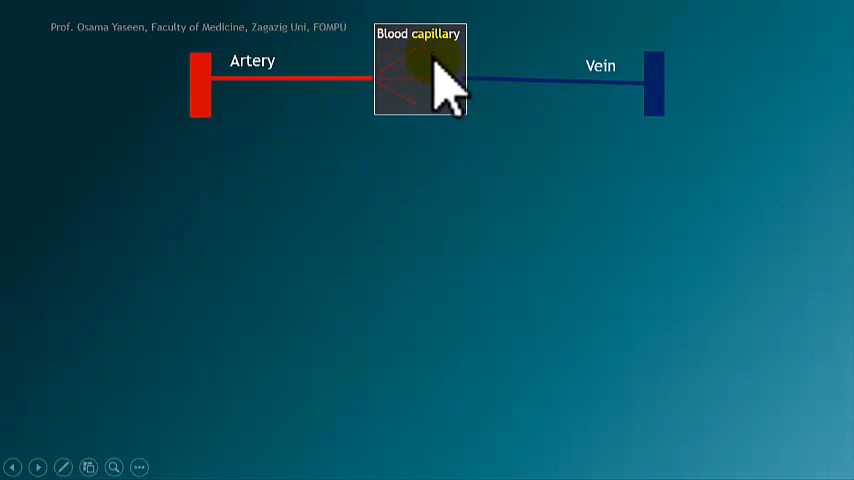 Prof. Osama Yaseen, Faculty of Medicine, Zagazig Uni, FOMPU
Blood capillary
Artery
Vein